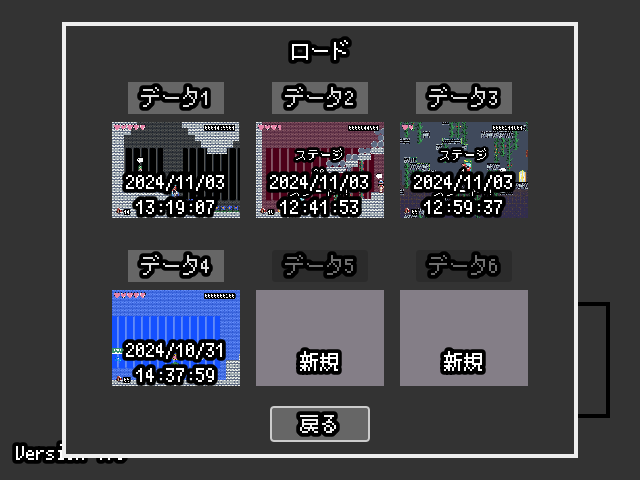 ロード
データ1
データ2
データ3
ステージ
ステージ
2024/11/03
13:19:07
2024/11/03
12:41:53
2024/11/03
12:59:37
データ4
データ5
データ6
2024/10/31
14:37:59
新規
新規
戻る